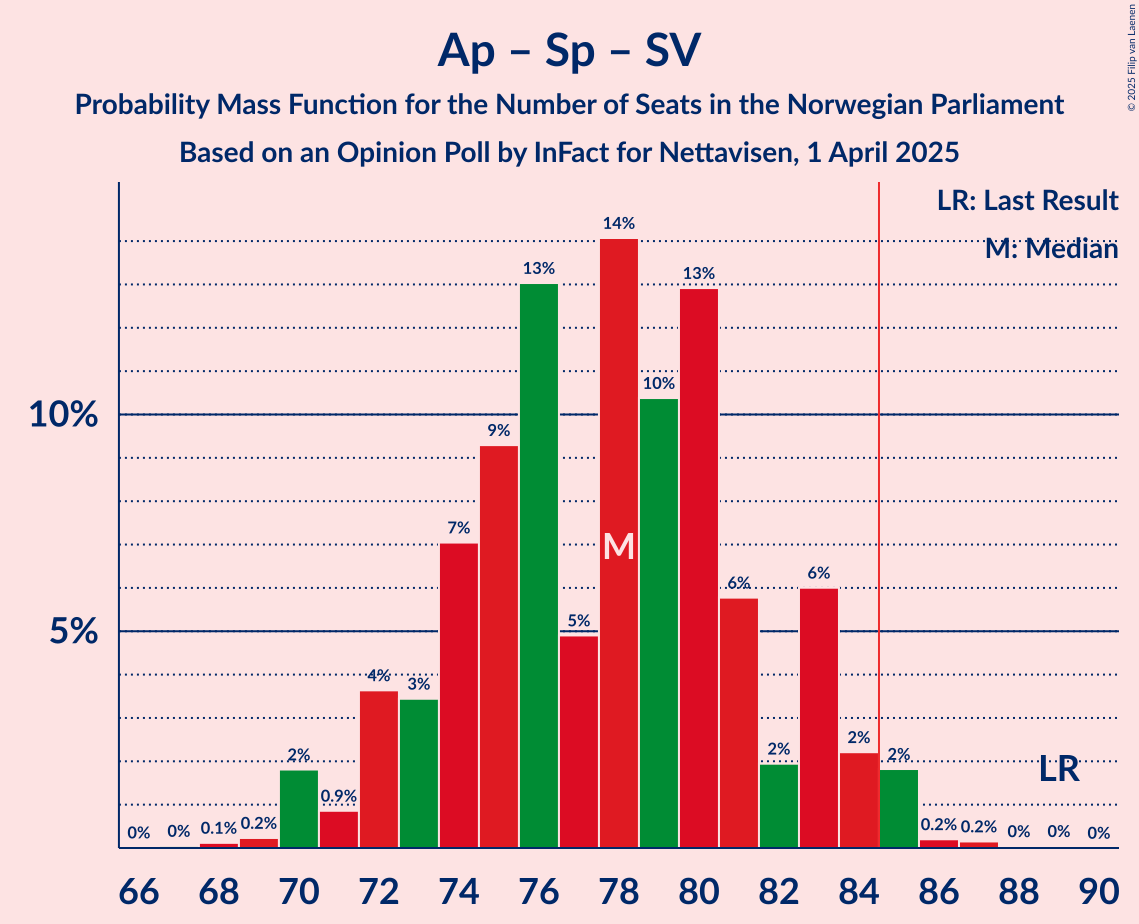 Ap – Sp – SV
Probability Mass Function for the Number of Seats in the Norwegian Parliament
Based on an Opinion Poll by InFact for Nettavisen, 1 April 2025
© 2025 Filip van Laenen
LR: Last Result
M: Median
10%
5%
0% 0% 0.1% 0.2% 2% 0.9% 4% 3% 7% 9% 13% 5% 14% 10% 13% 6% 2% 6% 2% 2% 0.2% 0.2% 0% 0% 0%
M
LR
66 68 70 72 74 76 78 80 82 84 86 88 90